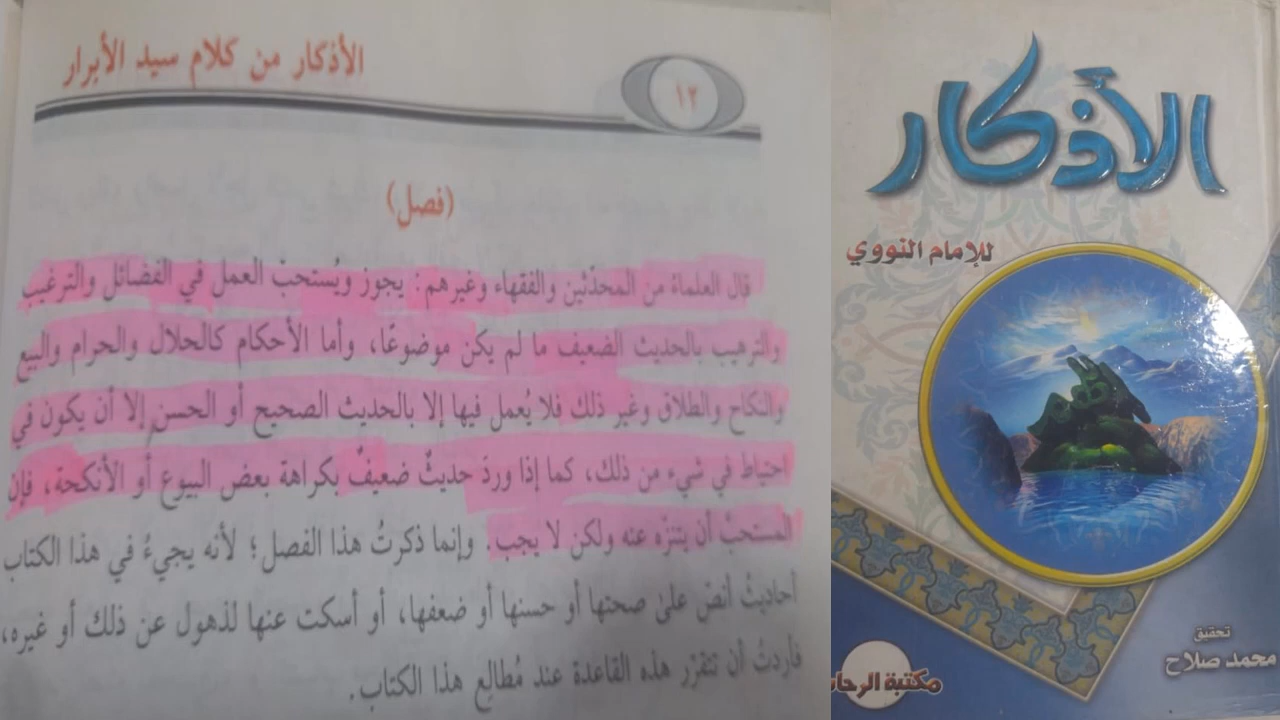 الأذكار من كلام سيد الأبرار
١٢
(فصل)
قال العلماءُ من المحدّثين والفقهاء وغيرهم: يجوز ويُستحبّ العمل في الفضائل والترغيب
والترهيب بالحديث الضعيف ما لم يكن موضوعًا، وأما الأحكام كالحلال والحرام والبيع
والنكاح والطلاق وغير ذلك فلا يُعمل فيها إلا بالحديث الصحيح أو الحسن إلا أن يكون في
احتياط في شيء من ذلك، كما إذا وردَ حديثٌ ضعيفٌ بكراهة بعض البيوع أو الأنكحة، فإن
المستحبَّ أن يتنزّه عنه ولكن لا يجب. وإنما ذكرتُ هذا الفصل؛ لأنه يجيءُ في هذا الكتاب
أحاديثُ أنصّ على صحتها أو حسنها أو ضعفها، أو أسكت عنها لذهول عن ذلك أو غيره،
فأردتُ أن تتقرّر هذه القاعدة عند مُطالِع هذا الكتاب.
الأذكار
للإمام النووي
تحقيق
محمد صلاح
مكتبة